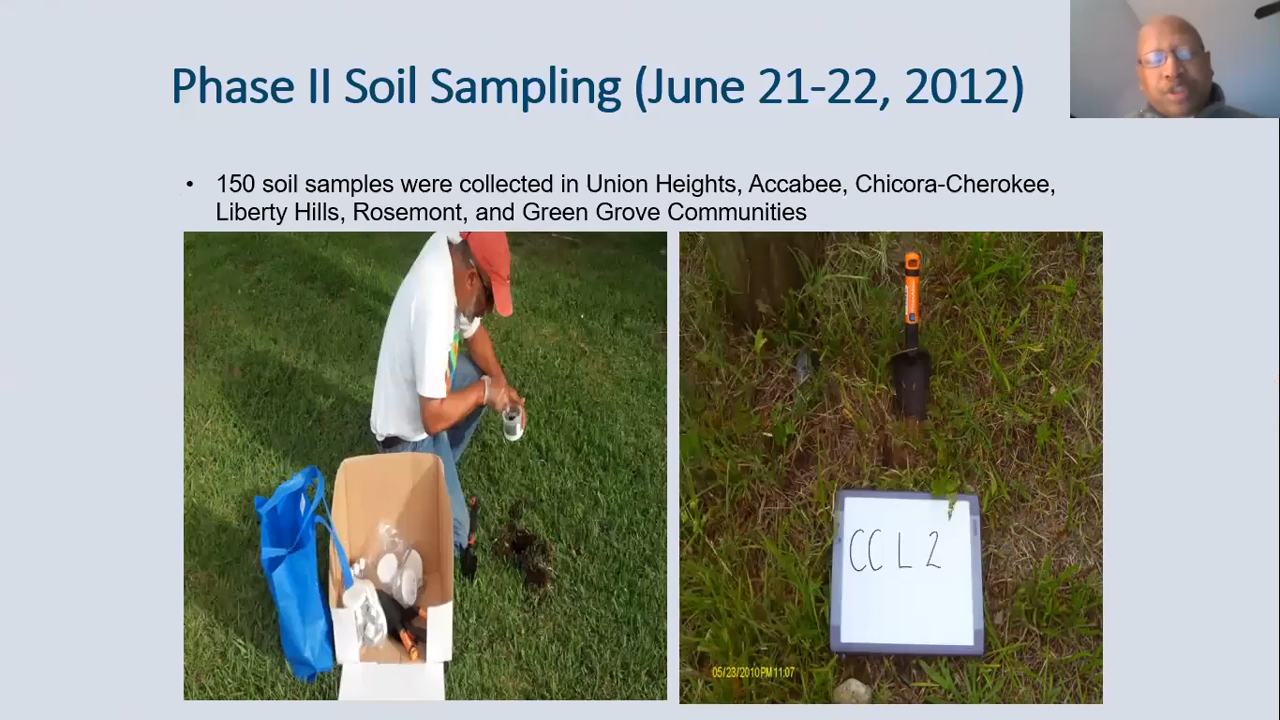 Phase II Soil Sampling (June 21-22, 2012)
• 150 soil samples were collected in Union Heights, Accabee, Chicora-Cherokee,
Liberty Hills, Rosemont, and Green Grove Communities
CCL2
05/23/2010 PM 11:07